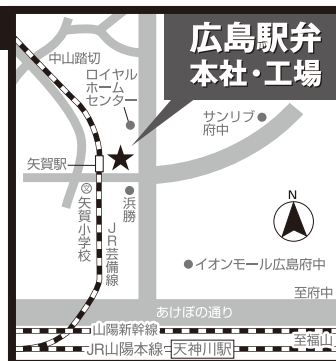 広島駅弁
本社・工場
中山踏切
ロイヤル
ホーム
センター
サンリブ
府中
矢賀駅
文
矢賀小学校
浜勝
JR芸備線
N
イオンモール広島府中
至府中
あけぼの通り
山陽新幹線
至福山
JR山陽本線
天神川駅